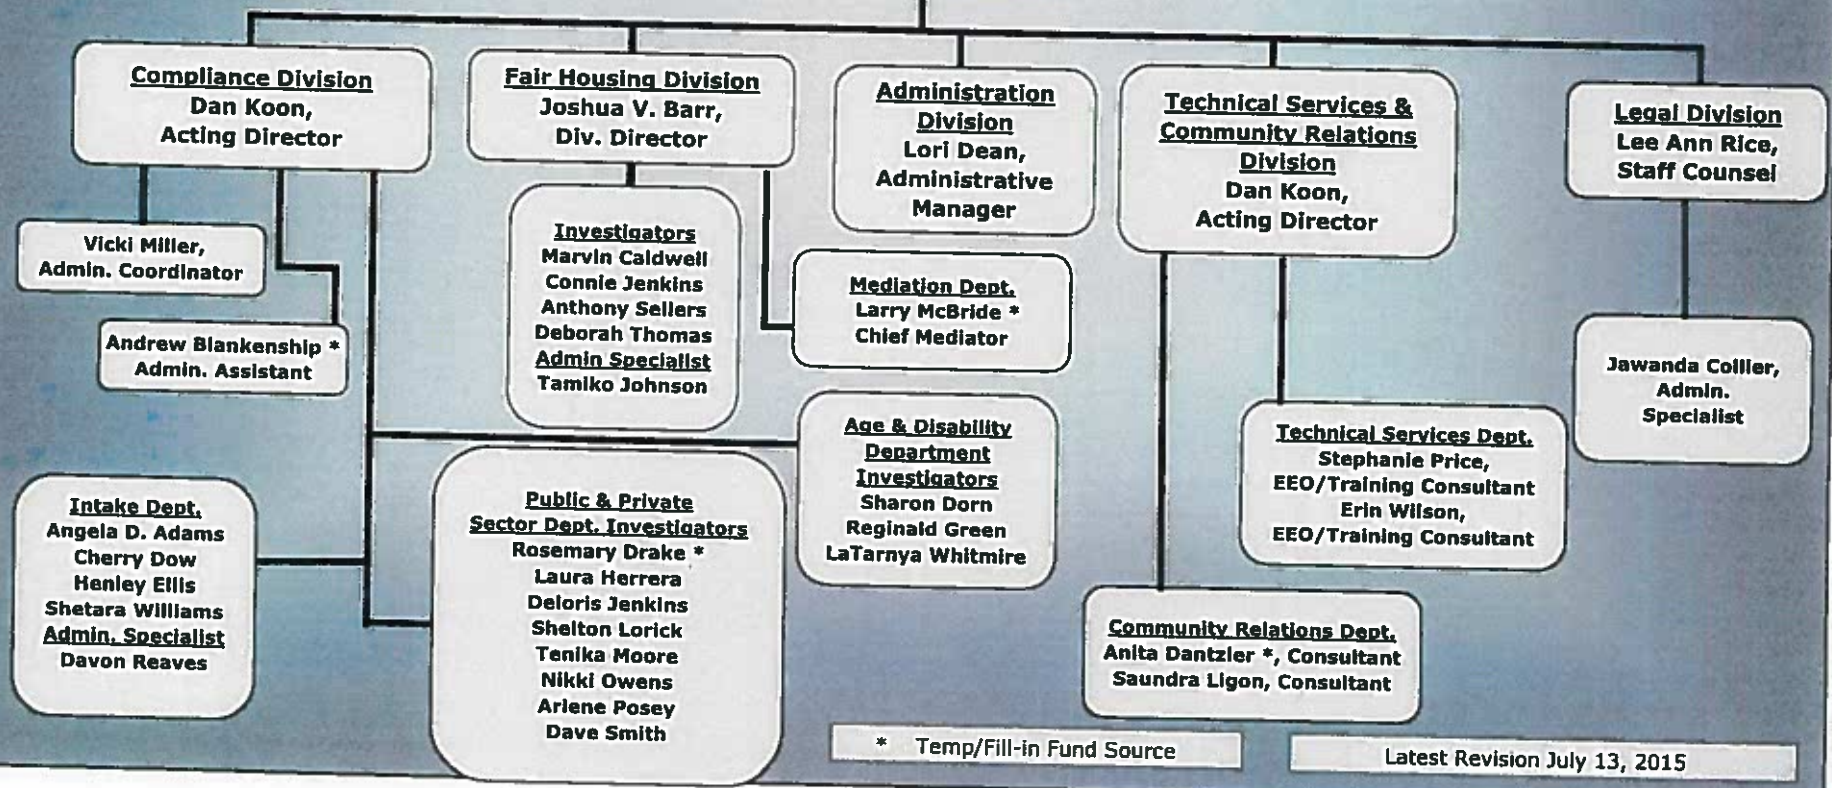 Compliance Division
Dan Koon,
Acting Director
Fair Housing Division
Joshua V. Barr,
Div. Director
Administration
Division
Lori Dean,
Administrative
Manager
Technical Services &
Community Relations
Division
Dan Koon,
Acting Director
Legal Division
Lee Ann Rice,
Staff Counsel
Vicki Miller,
Admin. Coordinator
Andrew Blankenship *
Admin. Assistant
Investigators
Marvin Caldwell
Connie Jenkins
Anthony Sellers
Deborah Thomas
Admin Specialist
Tamiko Johnson
Mediation Dept.
Larry McBride *
Chief Mediator
Jawanda Collier,
Admin.
Specialist
Age & Disability
Department
Investigators
Sharon Dorn
Reginald Green
LaTarnya Whitmire
Technical Services Dept.
Stephanie Price,
EEO/Training Consultant
Erin Wilson,
EEO/Training Consultant
Intake Dept.
Angela D. Adams
Cherry Dow
Henley Ellis
Shetara Williams
Admin. Specialist
Davon Reaves
Public & Private
Sector Dept. Investigators
Rosemary Drake *
Laura Herrera
Deloris Jenkins
Shelton Lorick
Tenika Moore
Nikki Owens
Arlene Posey
Dave Smith
Community Relations Dept.
Anita Dantzler *, Consultant
Saundra Ligon, Consultant
* Temp/Fill-in Fund Source
Latest Revision July 13, 2015